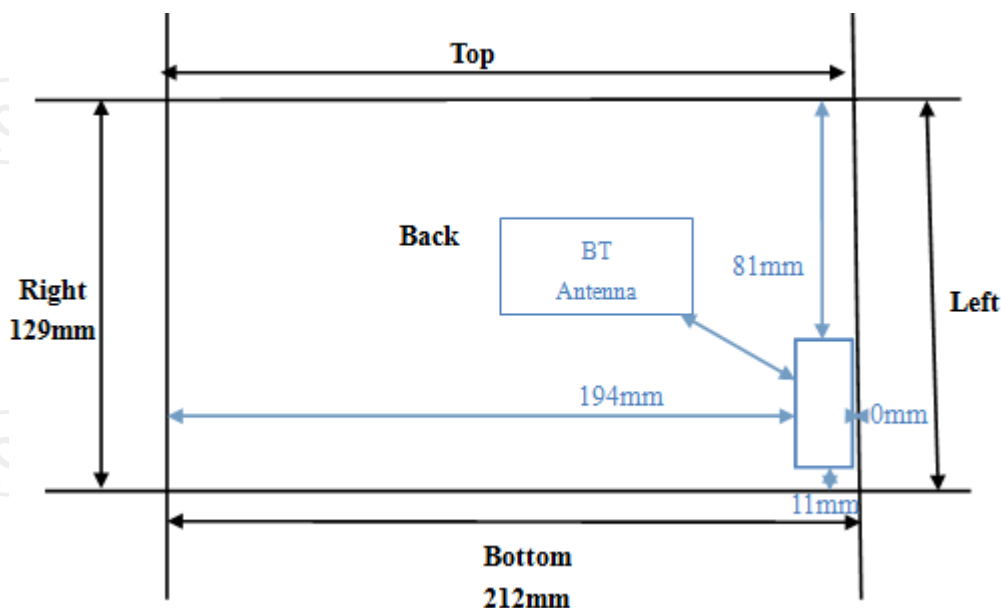 Top
Back
BT
Antenna
81mm
Right
129mm
Left
194mm
0mm
11mm
Bottom
212mm